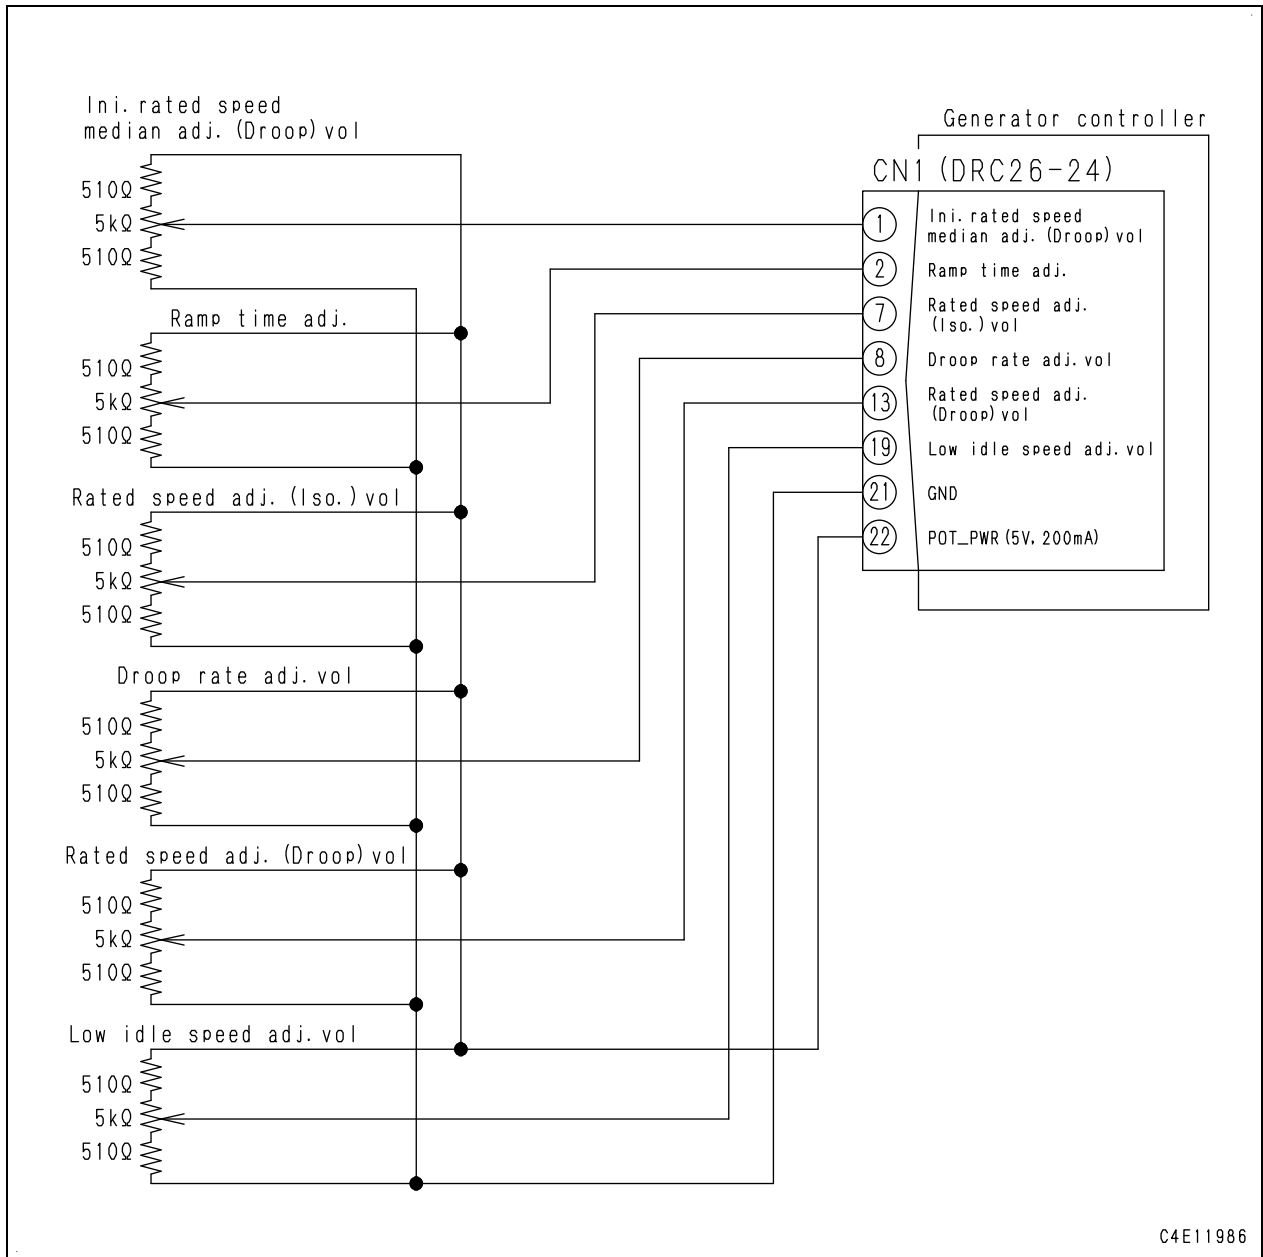 Ini. rated speed
median adj. (Droop) vol
510Ω
5kΩ
510Ω
Ramp time adj.
510Ω
5kΩ
510Ω
Rated speed adj. (Iso.) vol
510Ω
5kΩ
510Ω
Droop rate adj. vol
510Ω
5kΩ
510Ω
Rated speed adj. (Droop) vol
510Ω
5kΩ
510Ω
Low idle speed adj. vol
510Ω
5kΩ
510Ω
Generator controller
CN1 (DRC26-24)
1 Ini. rated speed
median adj. (Droop) vol
2 Ramp time adj.
7 Rated speed adj.
(Iso.) vol
8 Droop rate adj. vol
13 Rated speed adj.
(Droop) vol
19 Low idle speed adj. vol
21 GND
22 POT_PWR (5V, 200mA)
C4E11986